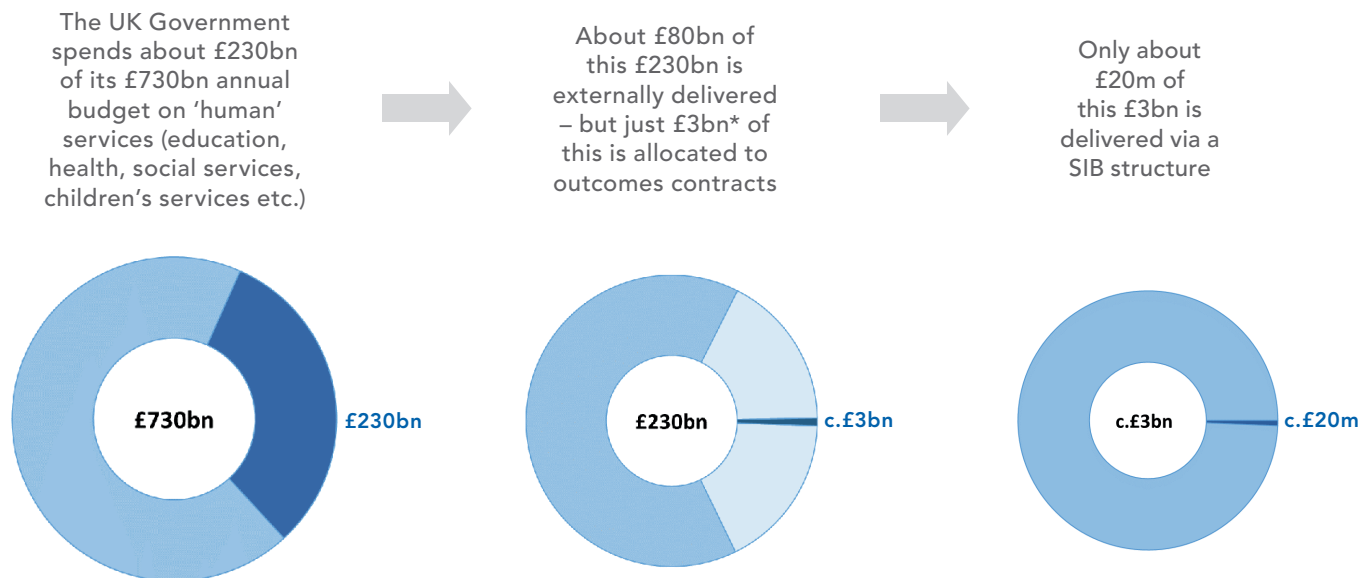 The UK Government
spends about £230bn
of its £730bn annual
budget on ‘human’
services (education,
health, social services,
children’s services etc.)
About £80bn of
this £230bn is
externally delivered
– but just £3bn* of
this is allocated to
outcomes contracts
Only about
£20m of
this £3bn is
delivered via a
SIB structure
£730bn
£230bn
£230bn
c.£3bn
c.£3bn
c.£20m